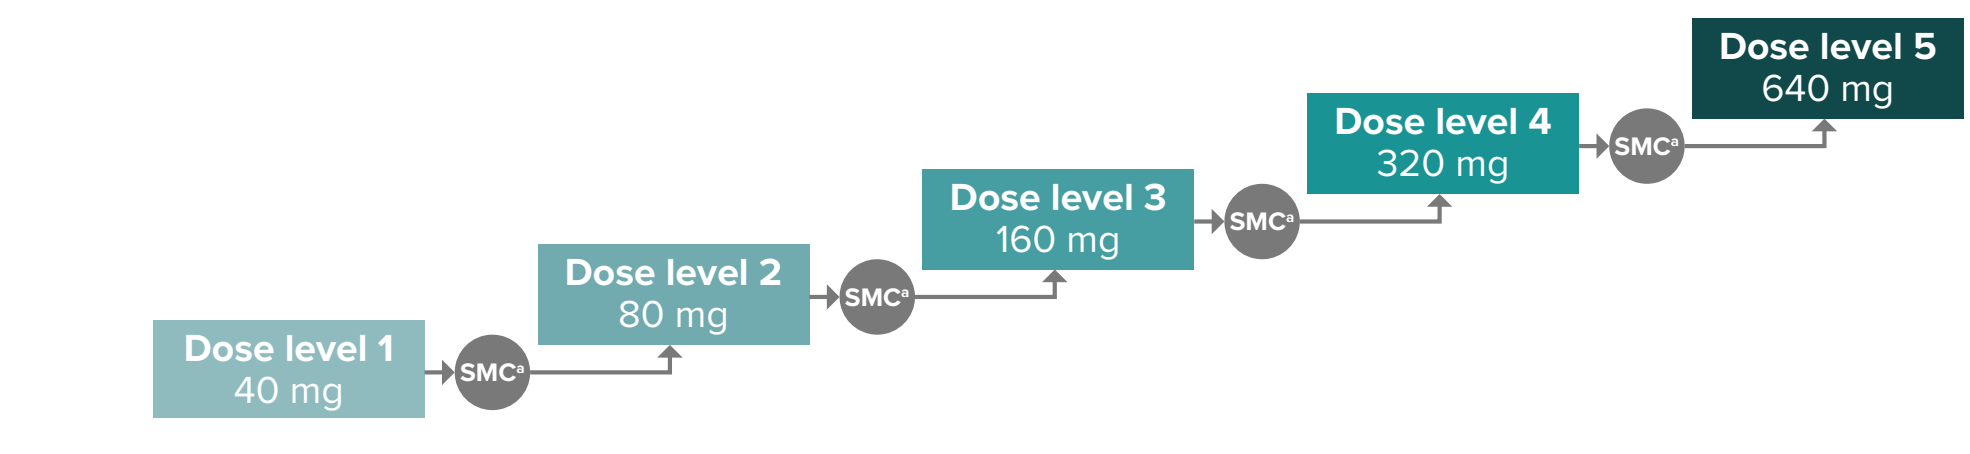 Dose level 1
40 mg
SMCª
Dose level 2
80 mg
SMCª
Dose level 3
160 mg
SMCª
Dose level 4
320 mg
SMCª
Dose level 5
640 mg